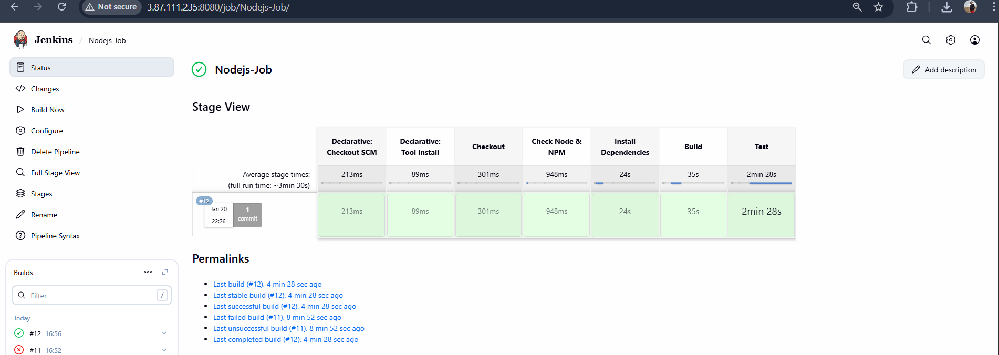 Not secure 3.87.111.235:8080/job/Nodejs-Job/
Jenkins / Nodejs-Job
Status
Changes
Build Now
Configure
Delete Pipeline
Full Stage View
Stages
Rename
Pipeline Syntax
Builds
Filter /
Today
#12 16:56
#11 16:52
Nodejs-Job
Add description
Stage View
Declarative: Checkout SCM
Declarative: Tool Install
Checkout
Check Node & NPM
Install Dependencies
Build
Test
Average stage times:
(full run time: ~3min 30s)
213ms 89ms 301ms 948ms 24s 35s 2min 28s
#12
Jan 20
22:26
1
commit
213ms 89ms 301ms 948ms 24s 35s 2min 28s
Permalinks
Last build (#12), 4 min 28 sec ago
Last stable build (#12), 4 min 28 sec ago
Last successful build (#12), 4 min 28 sec ago
Last failed build (#11), 8 min 52 sec ago
Last unsuccessful build (#11), 8 min 52 sec ago
Last completed build (#12), 4 min 28 sec ago